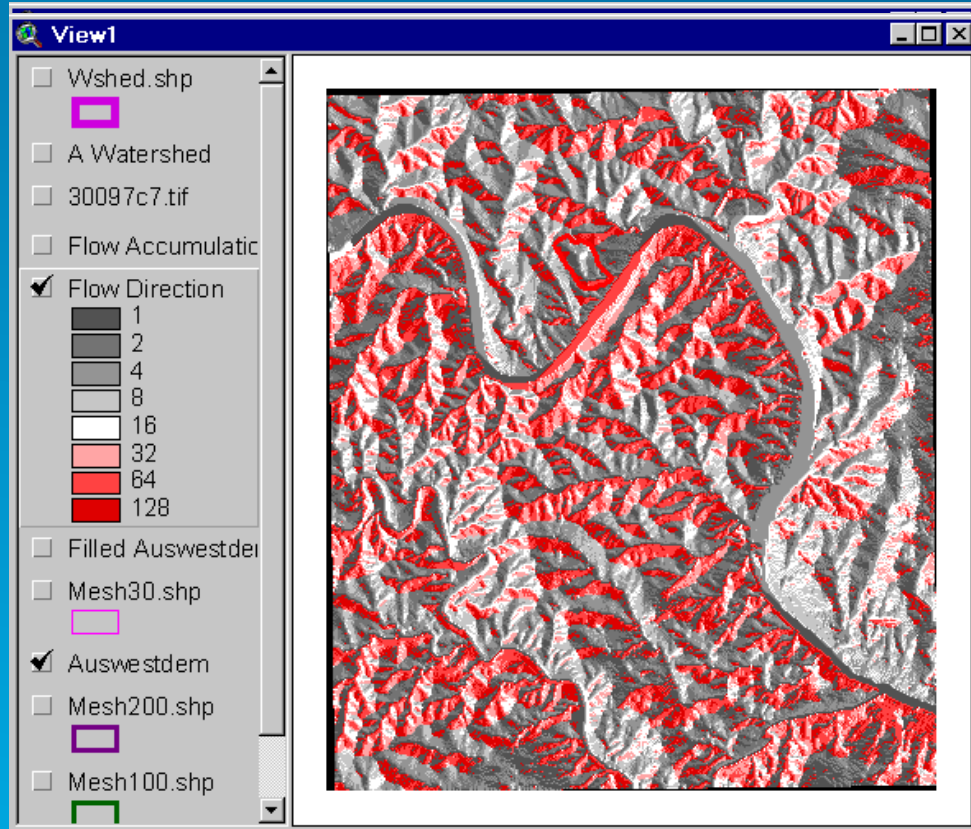 View1
Wshed.shp
A Watershed
30097c7.tif
Flow Accumulatic
Flow Direction
1
2
4
8
16
32
64
128
Filled Auswestder
Mesh30.shp
Auswestdem
Mesh200.shp
Mesh100.shp